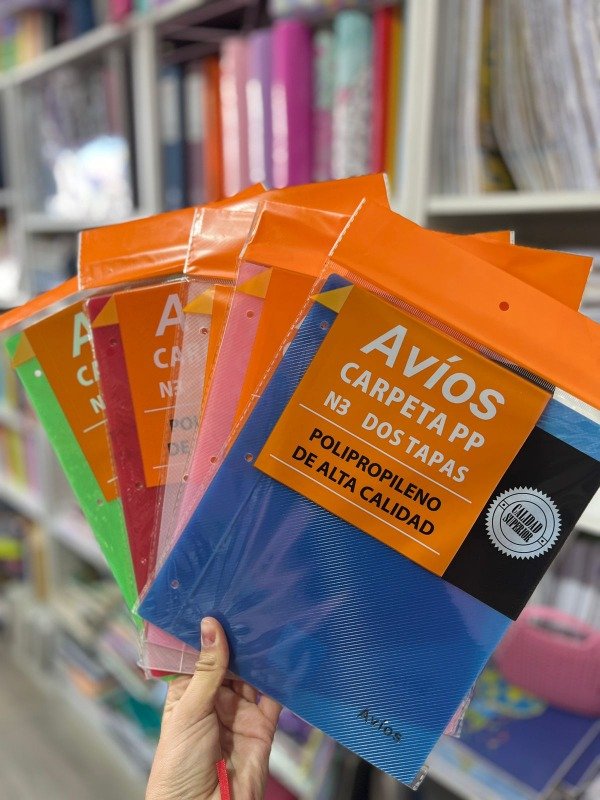 Avíos
CARPETA PP
N3 DOS TAPAS
POLIPROPILENO
DE ALTA CALIDAD
CALIDAD
SUPERIOR
Avíos